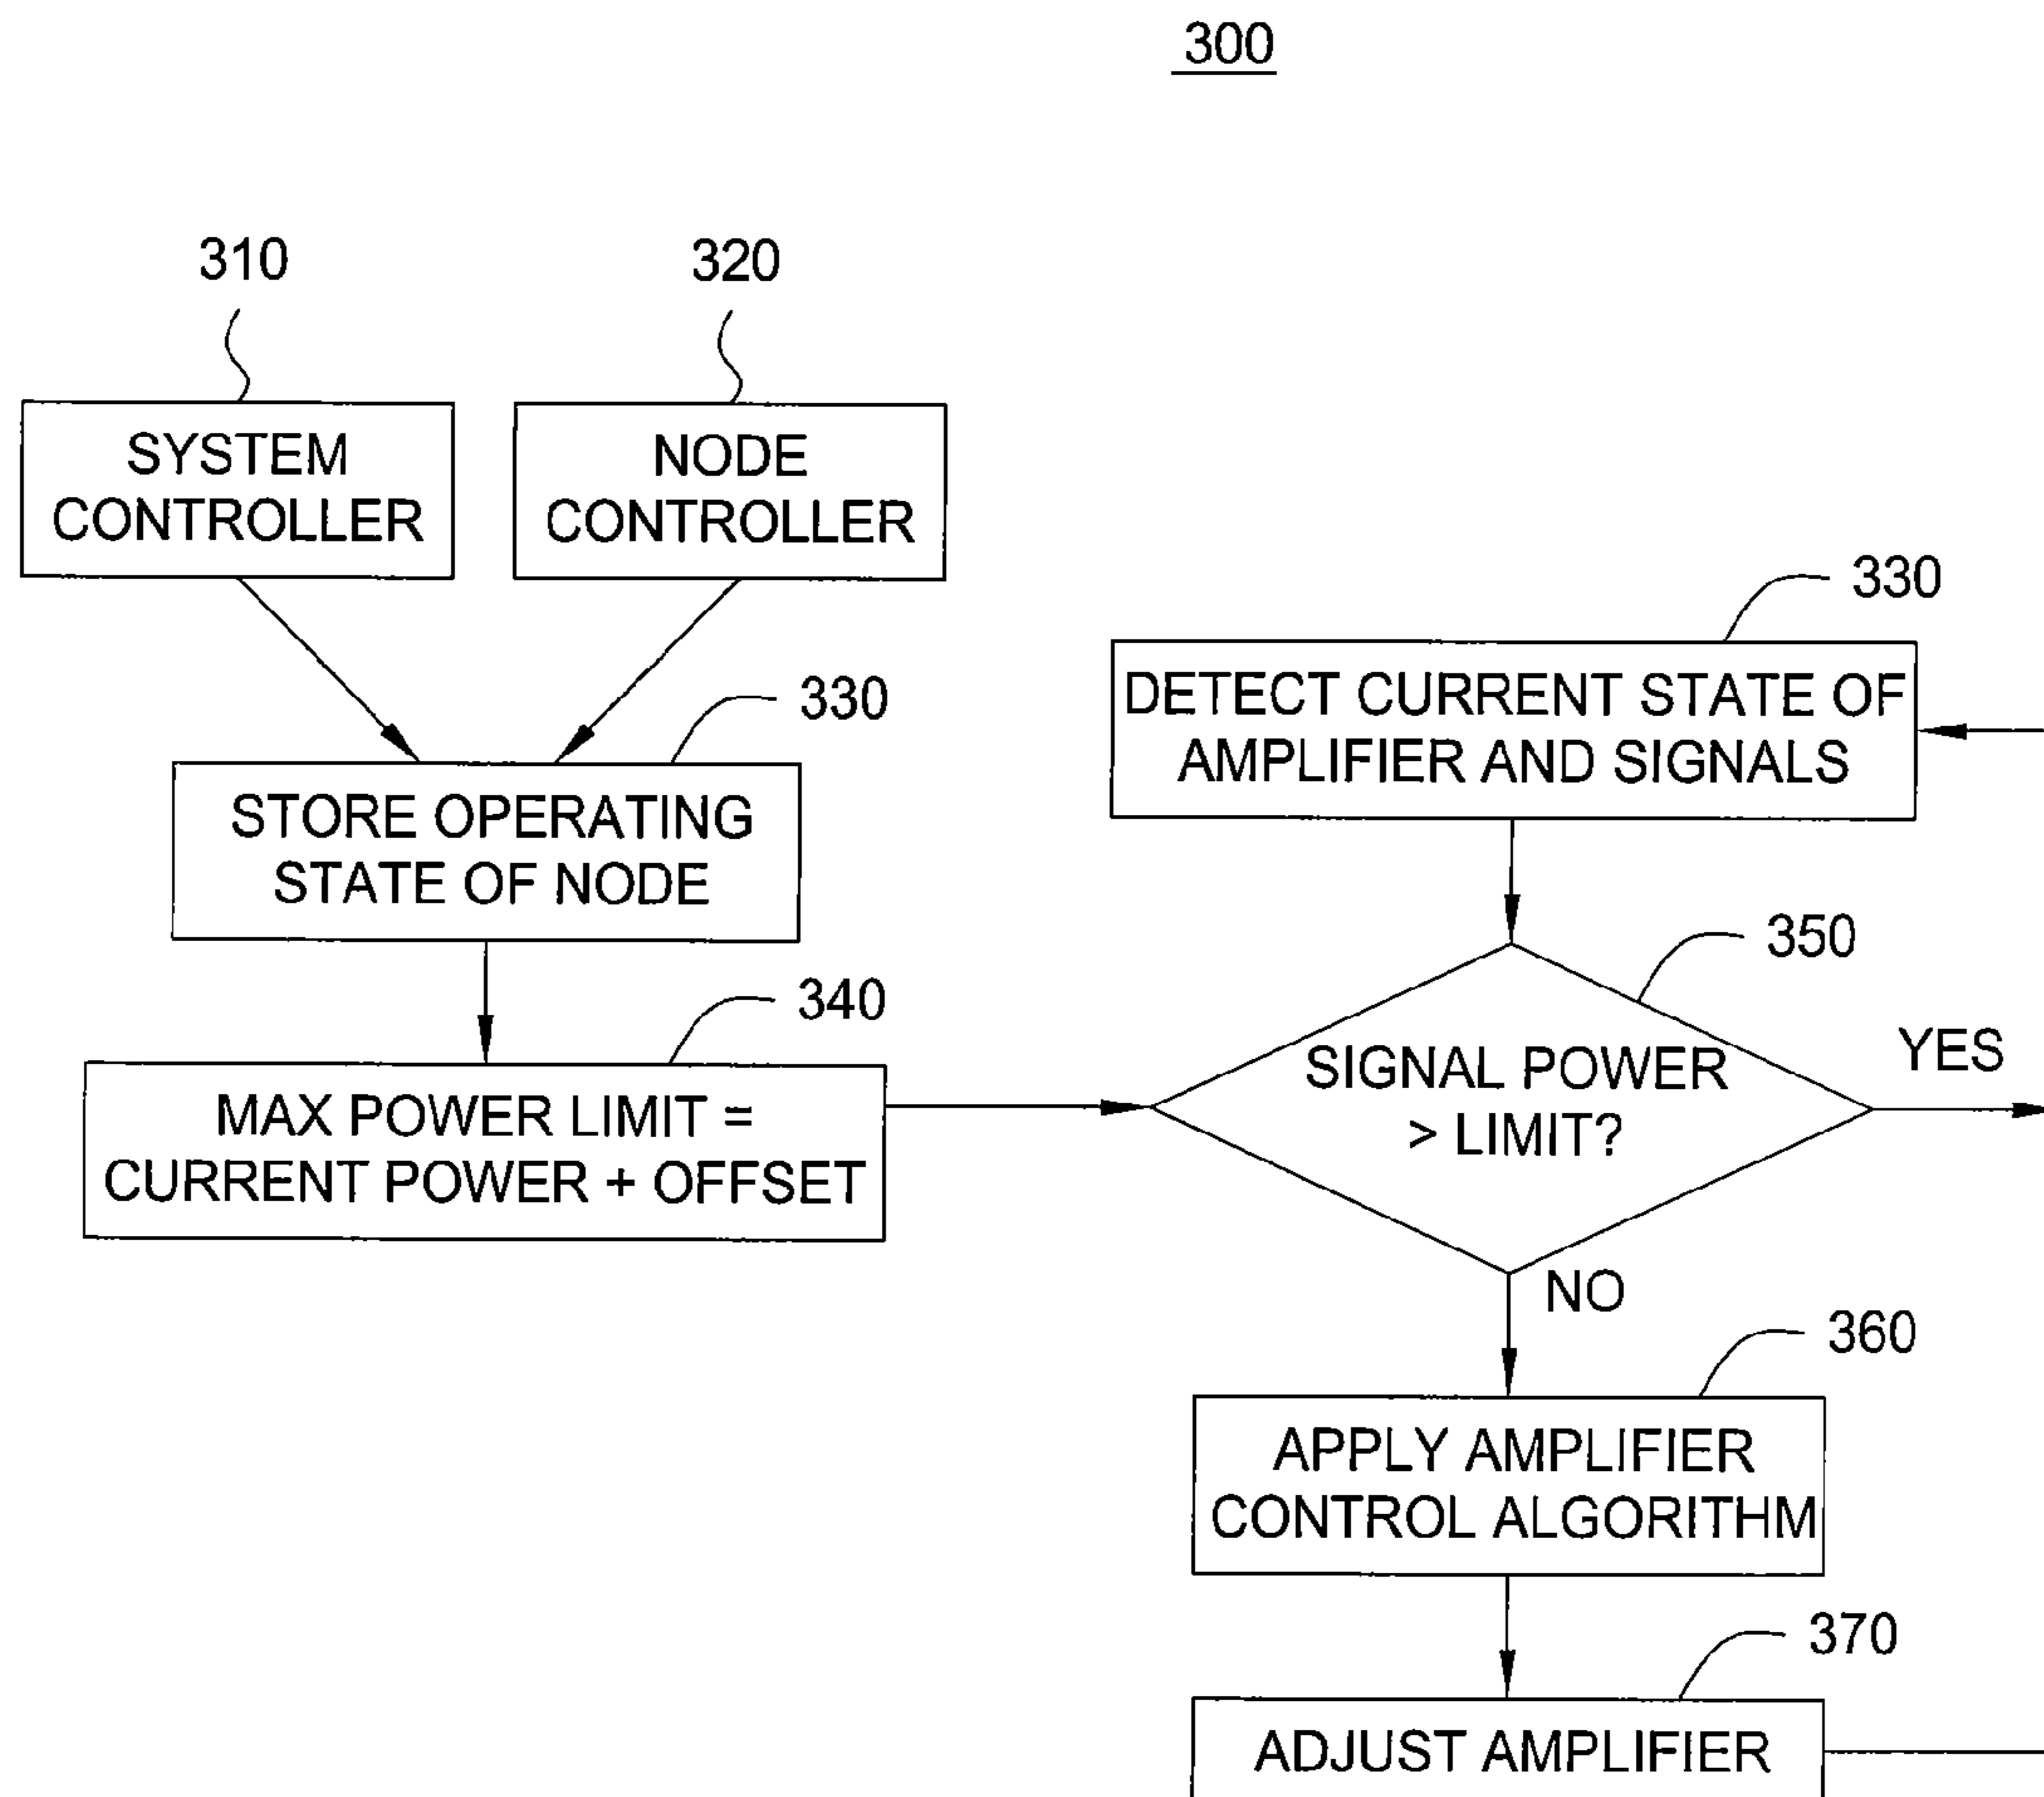 300
310
320
SYSTEM
CONTROLLER
NODE
CONTROLLER
330
STORE OPERATING
STATE OF NODE
340
MAX POWER LIMIT =
CURRENT POWER + OFFSET
330
DETECT CURRENT STATE OF
AMPLIFIER AND SIGNALS
350
SIGNAL POWER
> LIMIT?
YES
NO
360
APPLY AMPLIFIER
CONTROL ALGORITHM
370
ADJUST AMPLIFIER